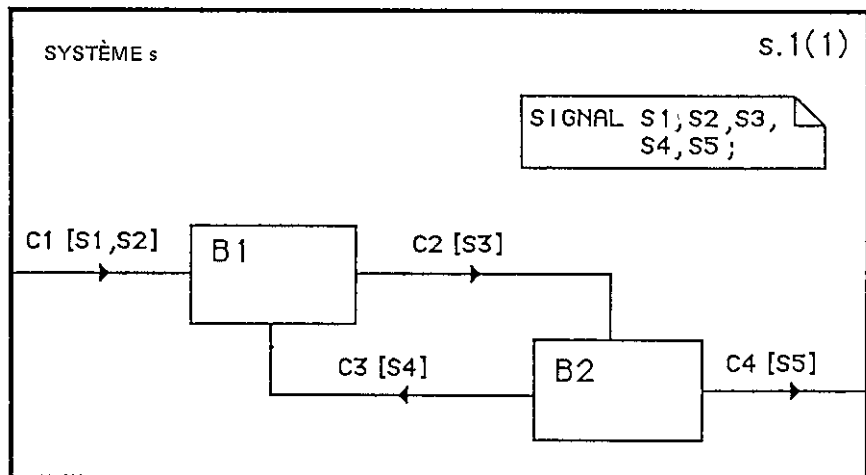 SYSTÈME s
s.1(1)
SIGNAL S1,S2,S3,
S4,S5;
C1 [S1,S2]
B1
C2 [S3]
C3 [S4]
B2
C4 [S5]